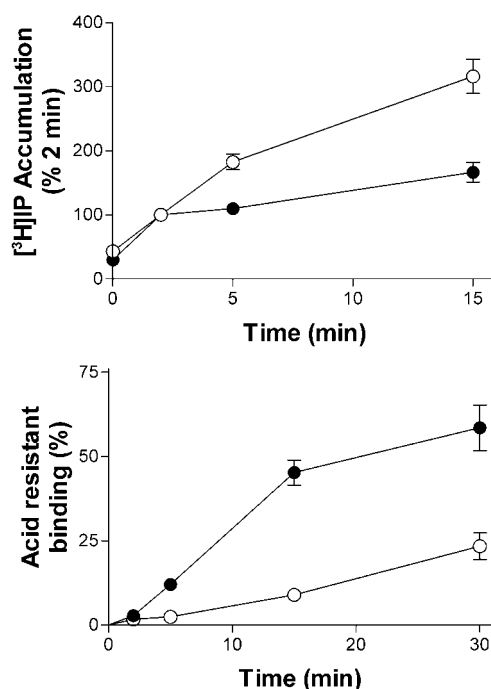 [³H]IP Accumulation
(% 2 min)
400
300
200
100
0
0 5 10 15
Time (min)
Acid resistant
binding (%)
75
50
25
0
0 10 20 30
Time (min)